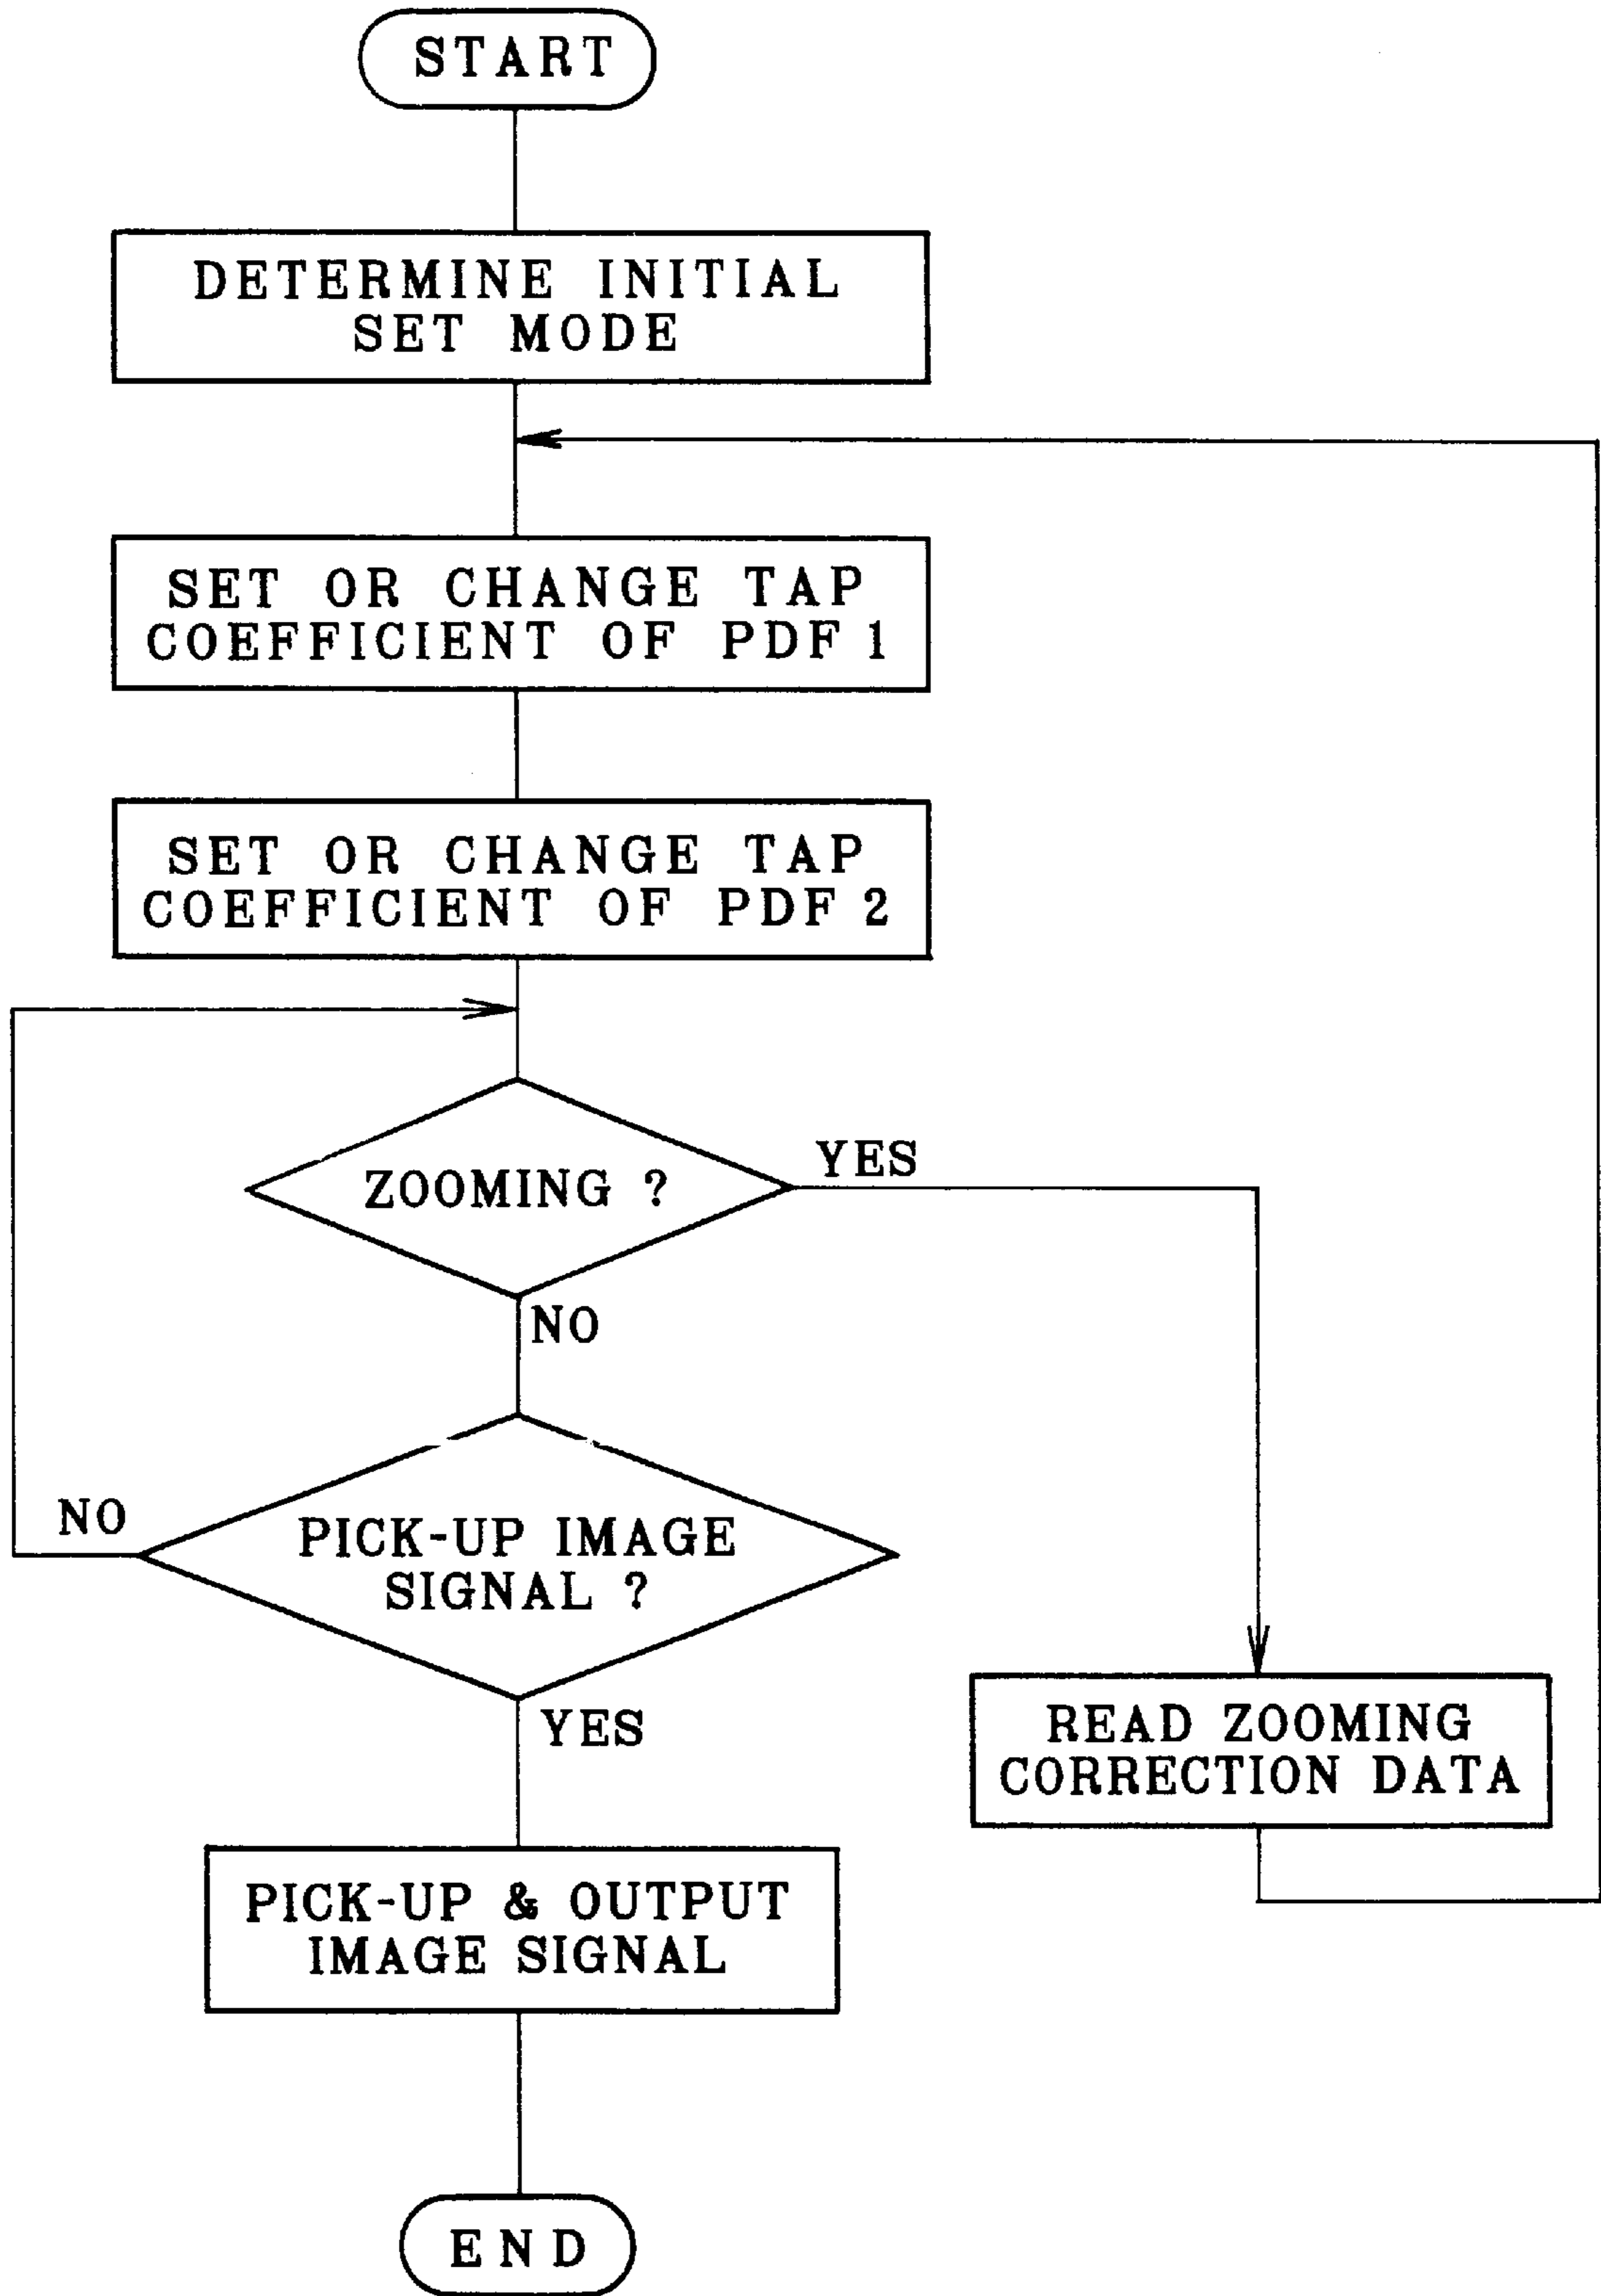 START
DETERMINE INITIAL
SET MODE
SET OR CHANGE TAP
COEFFICIENT OF PDF 1
SET OR CHANGE TAP
COEFFICIENT OF PDF 2
ZOOMING ?
YES
NO
PICK-UP IMAGE
SIGNAL ?
NO
YES
READ ZOOMING
CORRECTION DATA
PICK-UP & OUTPUT
IMAGE SIGNAL
END